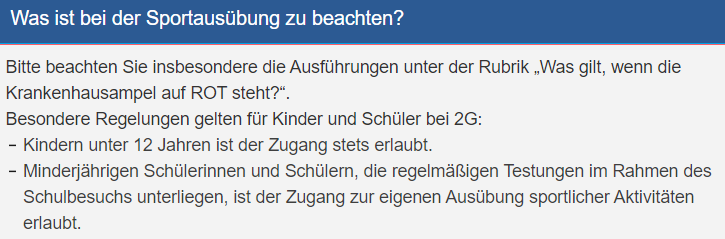 Was ist bei der Sportausübung zu beachten?
Bitte beachten Sie insbesondere die Ausführungen unter der Rubrik „Was gilt, wenn die
Krankenhausampel auf ROT steht?“.
Besondere Regelungen gelten für Kinder und Schüler bei 2G:
– Kindern unter 12 Jahren ist der Zugang stets erlaubt.
– Minderjährigen Schülerinnen und Schülern, die regelmäßigen Testungen im Rahmen des
Schulbesuchs unterliegen, ist der Zugang zur eigenen Ausübung sportlicher Aktivitäten
erlaubt.